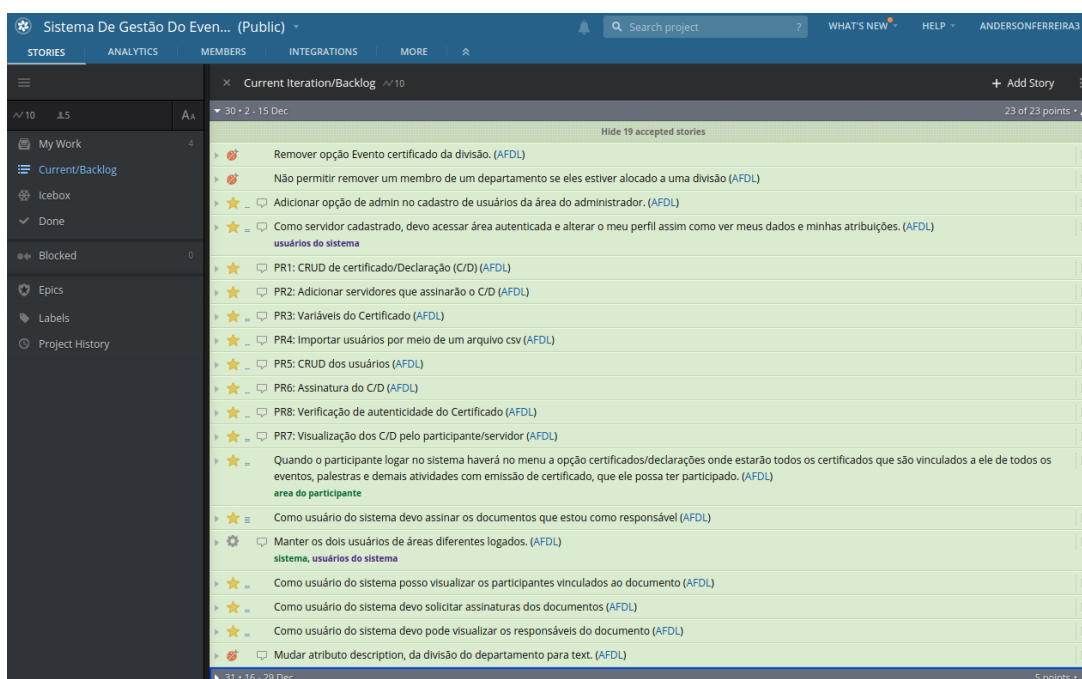 Sistema De Gestão Do Even... (Public)
Search project
?
WHAT'S NEW
HELP
ANDERSONFERREIRA3
STORIES
ANALYTICS
MEMBERS
INTEGRATIONS
MORE
10
5
AA
My Work
4
Current/Backlog
Icebox
Done
Blocked
0
Epics
Labels
Project History
× Current Iteration/Backlog 10
+ Add Story
30 • 2 - 15 Dec
23 of 23 points •
Hide 19 accepted stories
Remover opção Evento certificado da divisão. (AFDL)
Não permitir remover um membro de um departamento se eles estiver alocado a uma divisão (AFDL)
Adicionar opção de admin no cadastro de usuários da área do administrador. (AFDL)
Como servidor cadastrado, devo acessar área autenticada e alterar o meu perfil assim como ver meus dados e minhas atribuições. (AFDL)
usuários do sistema
PR1: CRUD de certificado/Declaração (C/D) (AFDL)
PR2: Adicionar servidores que assinarão o C/D (AFDL)
PR3: Variáveis do Certificado (AFDL)
PR4: Importar usuários por meio de um arquivo csv (AFDL)
PR5: CRUD dos usuários (AFDL)
PR6: Assinatura do C/D (AFDL)
PR8: Verificação de autenticidade do Certificado (AFDL)
PR7: Visualização dos C/D pelo participante/servidor (AFDL)
Quando o participante logar no sistema haverá no menu a opção certificados/declarações onde estarão todos os certificados que são vinculados a ele de todos os
eventos, palestras e demais atividades com emissão de certificado, que ele possa ter participado. (AFDL)
area do participante
Como usuário do sistema devo assinar os documentos que estou como responsável (AFDL)
Manter os dois usuários de áreas diferentes logados. (AFDL)
sistema, usuários do sistema
Como usuário do sistema posso visualizar os participantes vinculados ao documento (AFDL)
Como usuário do sistema devo solicitar assinaturas dos documentos (AFDL)
Como usuário do sistema devo pode visualizar os responsáveis do documento (AFDL)
Mudar atributo description, da divisão do departamento para text. (AFDL)
31 • 16 - 29 Dec
5 points •